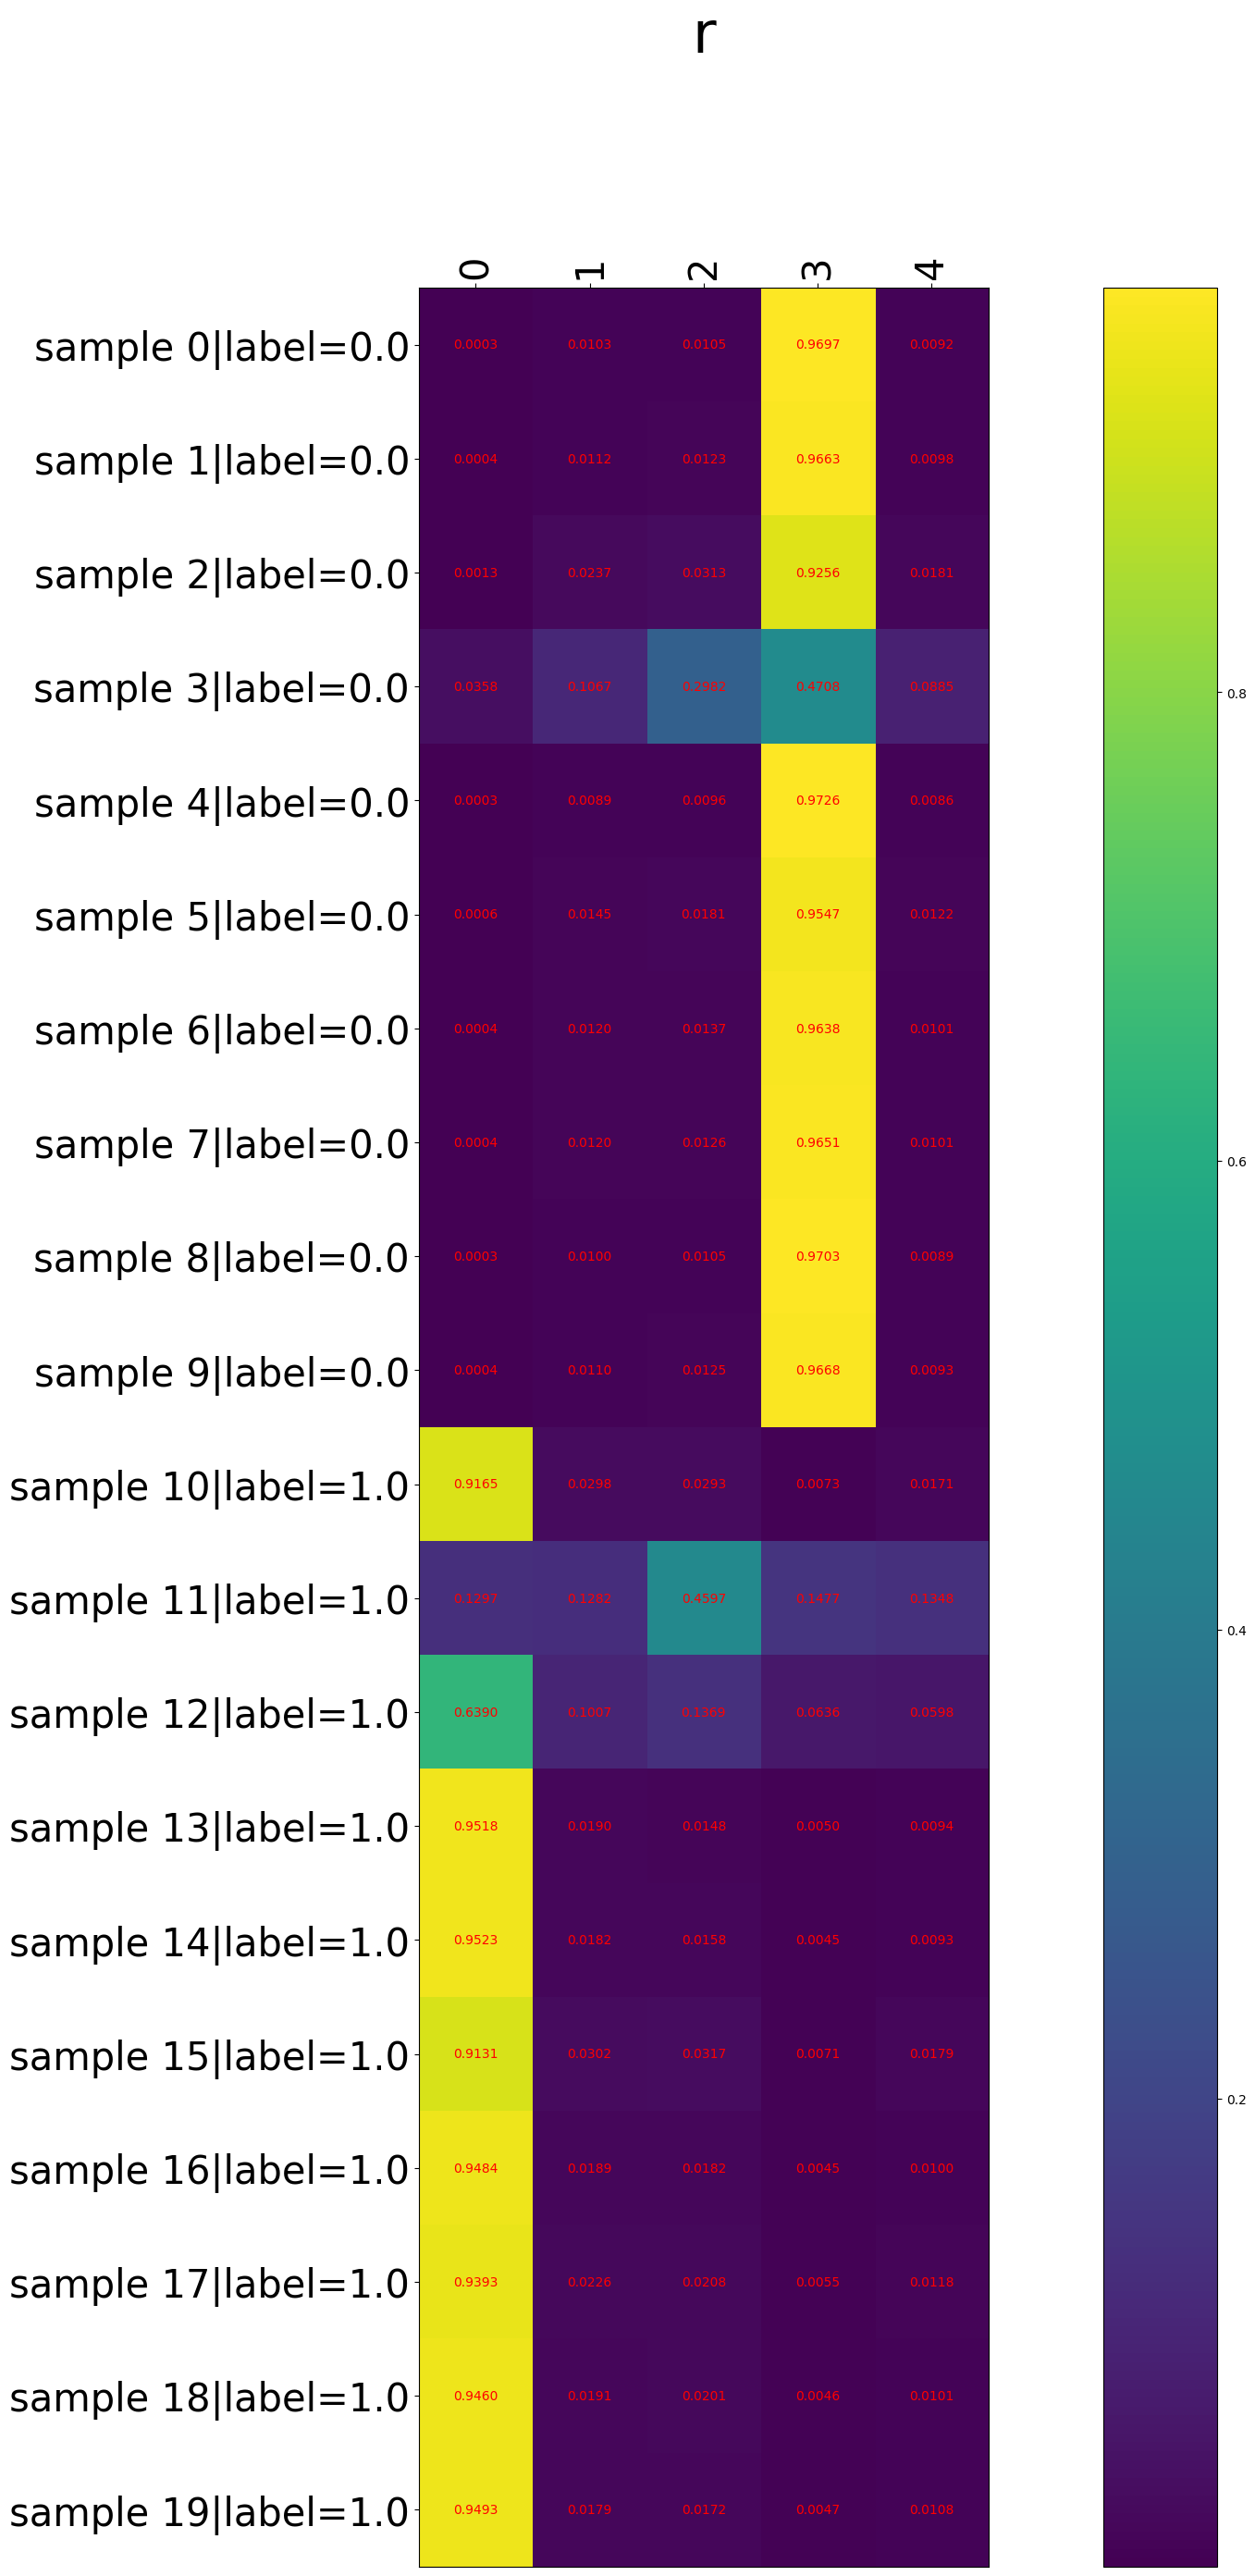 r
0 1 2 3 4
sample 0|label=0.0 0.0003 0.0103 0.0105 0.9697 0.0092
sample 1|label=0.0 0.0004 0.0112 0.0123 0.9663 0.0098
sample 2|label=0.0 0.0013 0.0237 0.0313 0.9256 0.0181
sample 3|label=0.0 0.0358 0.1067 0.2982 0.4708 0.0885
0.8
sample 4|label=0.0 0.0003 0.0089 0.0096 0.9726 0.0086
sample 5|label=0.0 0.0006 0.0145 0.0181 0.9547 0.0122
sample 6|label=0.0 0.0004 0.0120 0.0137 0.9638 0.0101
sample 7|label=0.0 0.0004 0.0120 0.0126 0.9651 0.0101
0.6
sample 8|label=0.0 0.0003 0.0100 0.0105 0.9703 0.0089
sample 9|label=0.0 0.0004 0.0110 0.0125 0.9668 0.0093
sample 10|label=1.0 0.9165 0.0298 0.0293 0.0073 0.0171
sample 11|label=1.0 0.1297 0.1282 0.4597 0.1477 0.1348
0.4
sample 12|label=1.0 0.6390 0.1007 0.1369 0.0636 0.0598
sample 13|label=1.0 0.9518 0.0190 0.0148 0.0050 0.0094
sample 14|label=1.0 0.9523 0.0182 0.0158 0.0045 0.0093
sample 15|label=1.0 0.9131 0.0302 0.0317 0.0071 0.0179
0.2
sample 16|label=1.0 0.9484 0.0189 0.0182 0.0045 0.0100
sample 17|label=1.0 0.9393 0.0226 0.0208 0.0055 0.0118
sample 18|label=1.0 0.9460 0.0191 0.0201 0.0046 0.0101
sample 19|label=1.0 0.9493 0.0179 0.0172 0.0047 0.0108